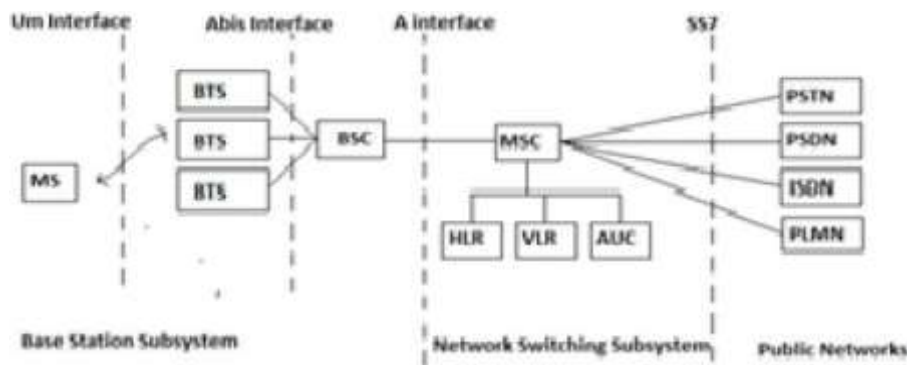 Um Interface
Abis Interface
A interface
SS7
BTS
BTS
BTS
MS
BSC
MSC
HLR
VLR
AUC
PSTN
PSDN
ISDN
PLMN
Base Station Subsystem
Network Switching Subsystem
Public Networks